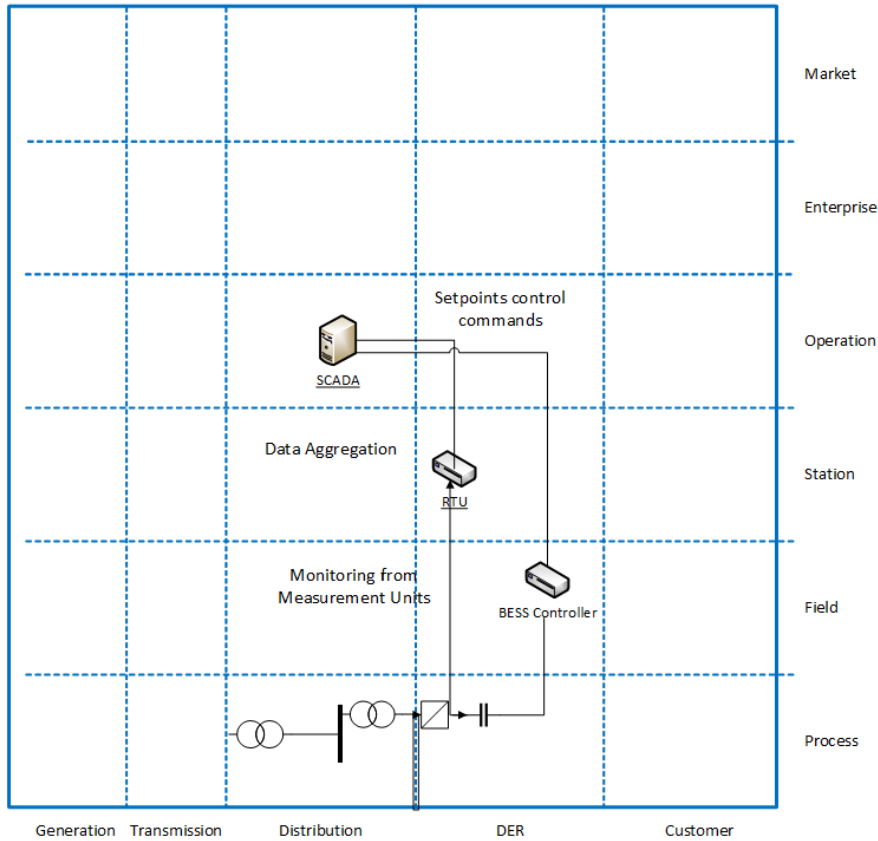 Market
Enterprise
Setpoints control
commands
Operation
SCADA
Data Aggregation
Station
RTU
Monitoring from
Measurement Units
BESS Controller
Field
Process
Generation
Transmission
Distribution
DER
Customer